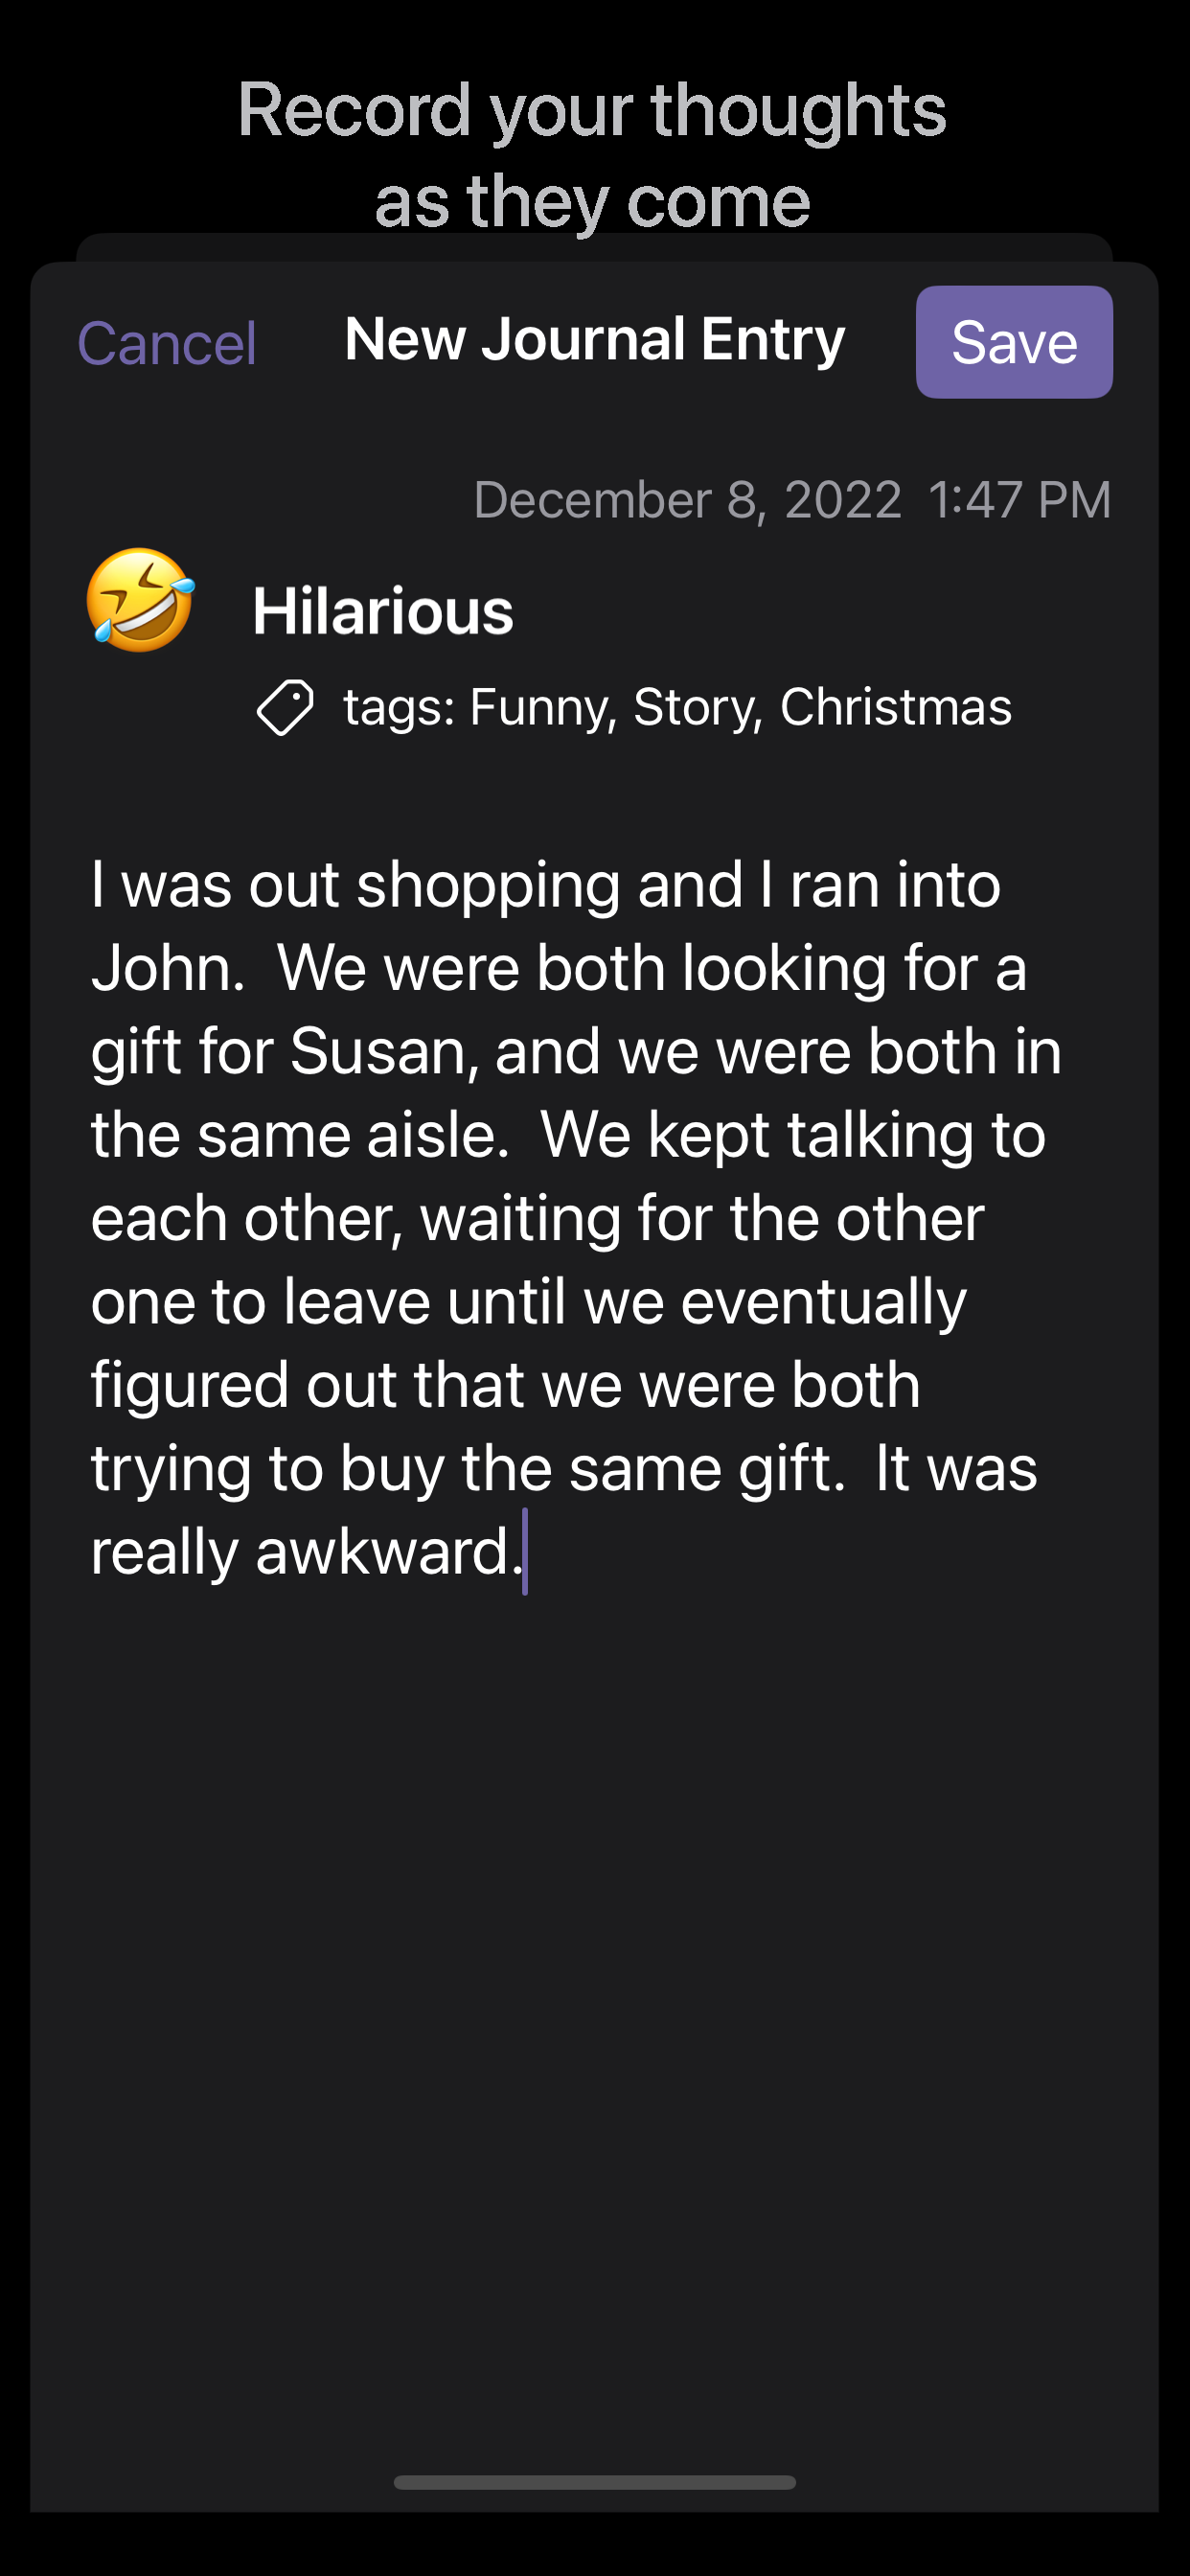 Record your thoughts
as they come
Cancel New Journal Entry Save
December 8, 2022 1:47 PM
Hilarious
tags: Funny, Story, Christmas
I was out shopping and I ran into
John.  We were both looking for a
gift for Susan, and we were both in
the same aisle.  We kept talking to
each other, waiting for the other
one to leave until we eventually
figured out that we were both
trying to buy the same gift.  It was
really awkward.